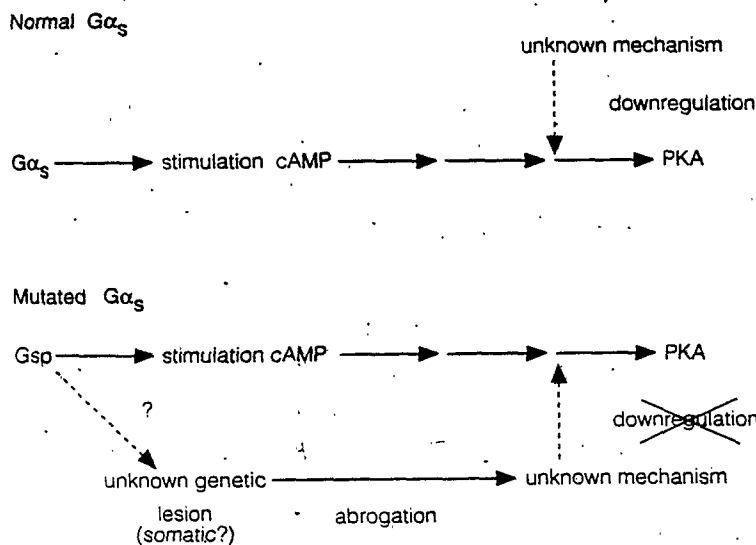 Normal Gαs
unknown mechanism
downregulation
Gαs stimulation cAMP PKA
Mutated Gαs
Gsp stimulation cAMP PKA
?
downregulation
unknown genetic unknown mechanism
lesion abrogation
(somatic?)